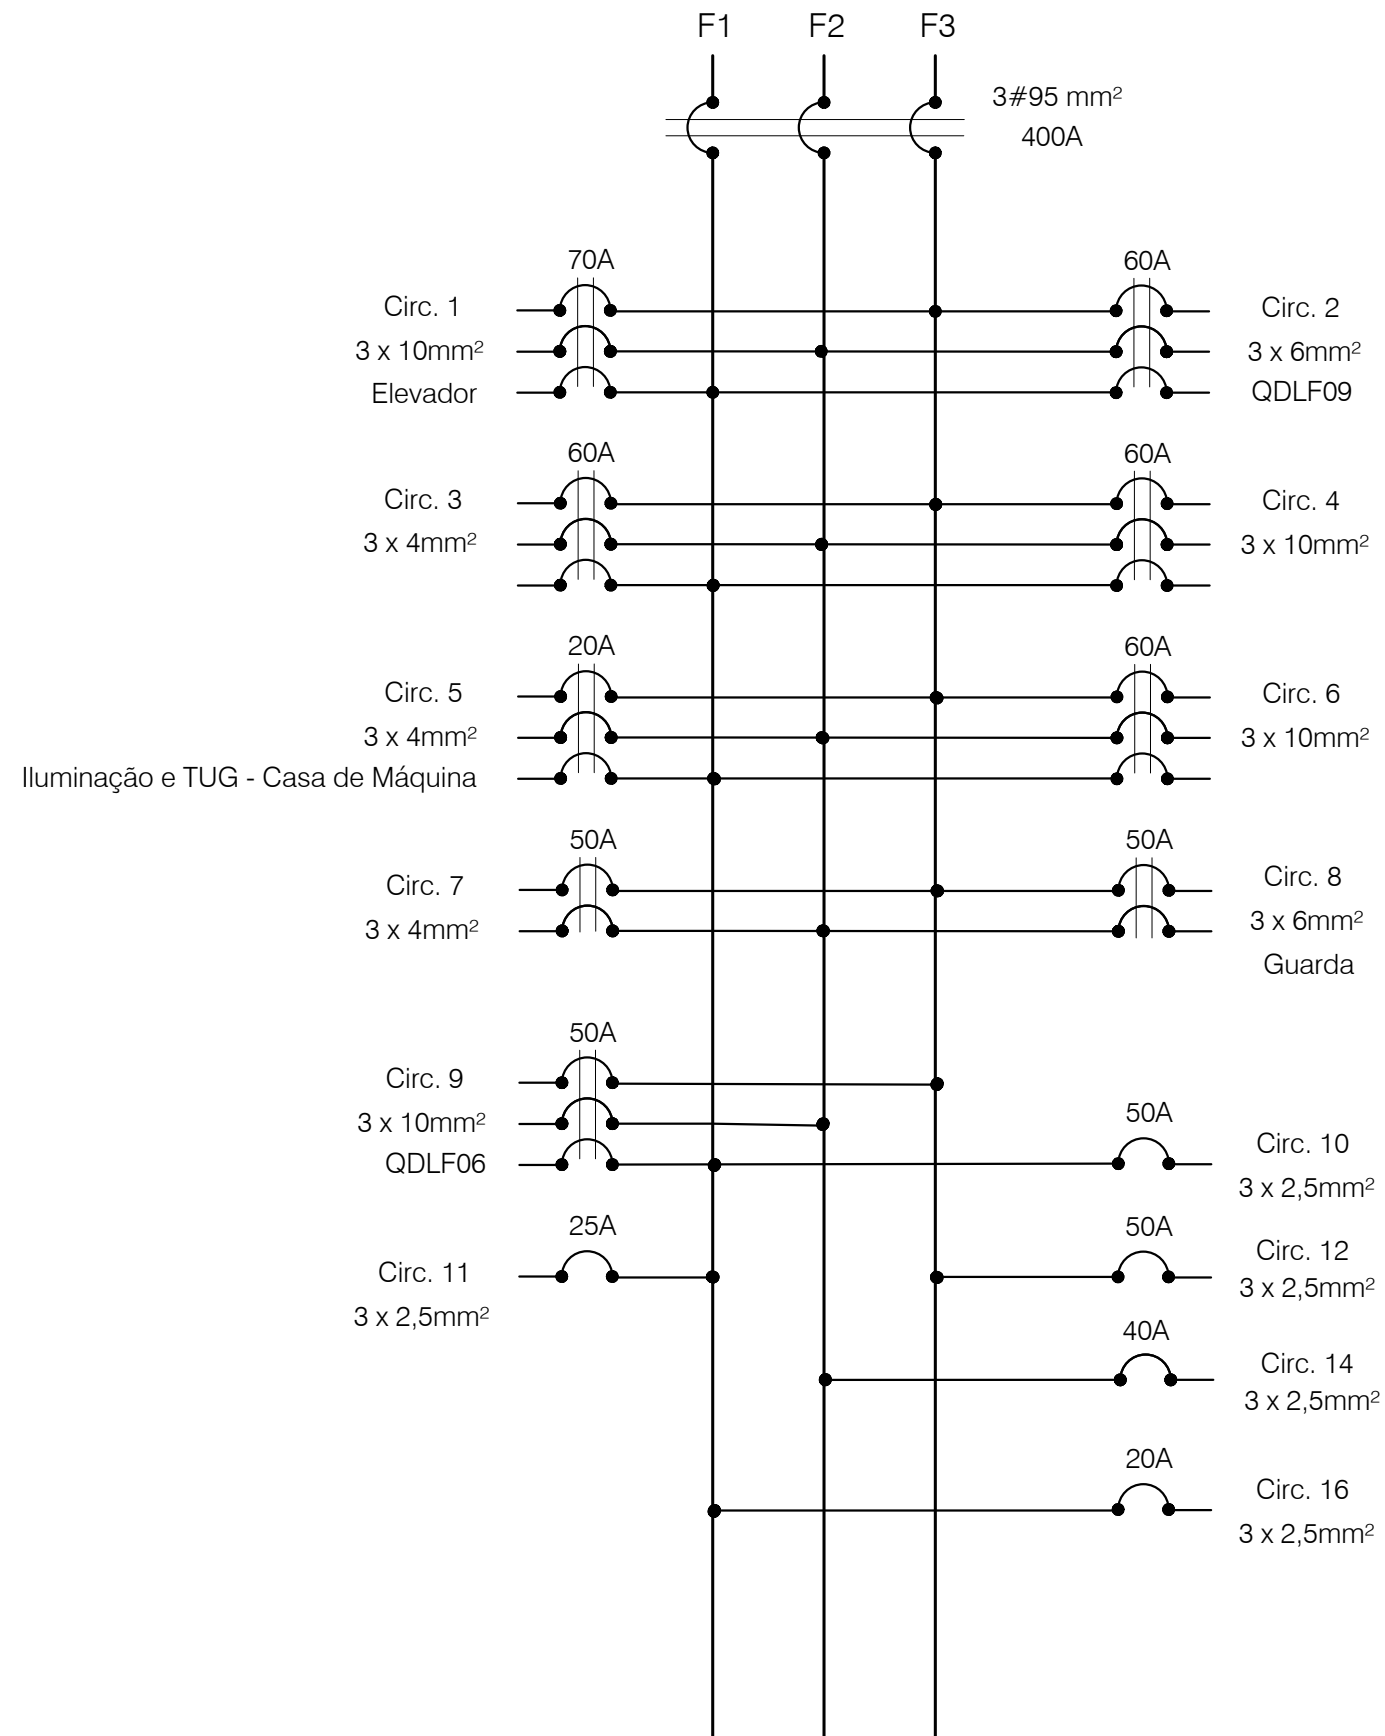 F1 F2 F3
3#95 mm²
400A
70A
Circ. 1
3 x 10mm²
Elevador
60A
Circ. 2
3 x 6mm²
QDLF09
60A
Circ. 3
3 x 4mm²
60A
Circ. 4
3 x 10mm²
20A
Circ. 5
3 x 4mm²
Iluminação e TUG - Casa de Máquina
60A
Circ. 6
3 x 10mm²
50A
Circ. 7
3 x 4mm²
50A
Circ. 8
3 x 6mm²
Guarda
50A
Circ. 9
3 x 10mm²
QDLF06
50A
Circ. 10
3 x 2,5mm²
25A
Circ. 11
3 x 2,5mm²
50A
Circ. 12
3 x 2,5mm²
40A
Circ. 14
3 x 2,5mm²
20A
Circ. 16
3 x 2,5mm²